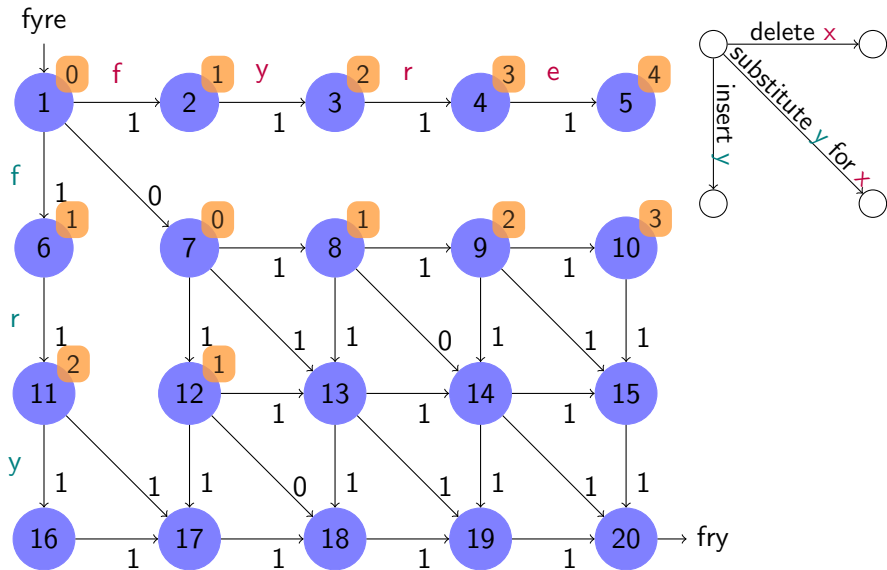 fyre
0 f 1 y 2 r 3 e 4
1 2 3 4 5
1 1 1 1
f 1 0
1 0 1 2 3
6 7 8 9 10
1 1 1
r 1 1 1 1 0 1 1 1
2 1
11 12 13 14 15
1 1 1
y 1 1 1 0 1 1 1 1 1
16 17 18 19 20 fry
1 1 1 1
delete x
substitute y for x
insert y